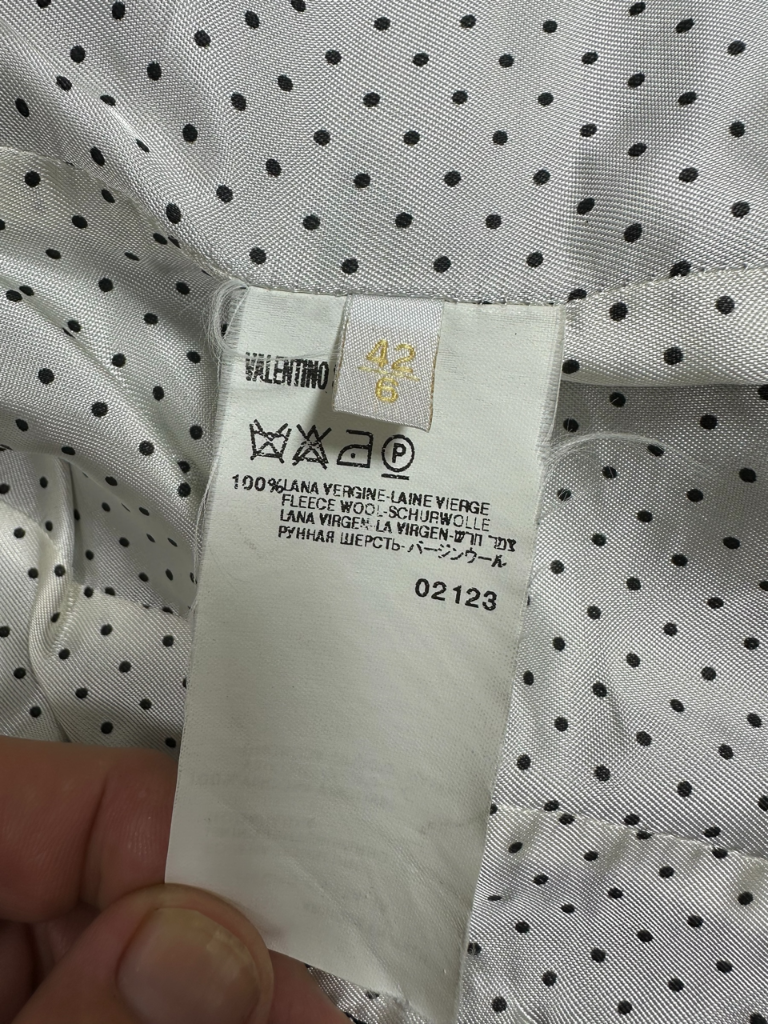 VALENTINO
42
6
P
100% LANA VERGINE-LAINE VIERGE
FLEECE WOOL-SCHURWOLLE
LANA VIRGEN-LA VIRGEN-צמר חדש
РУННАЯ ШЕРСТЬ-バージンウール
02123